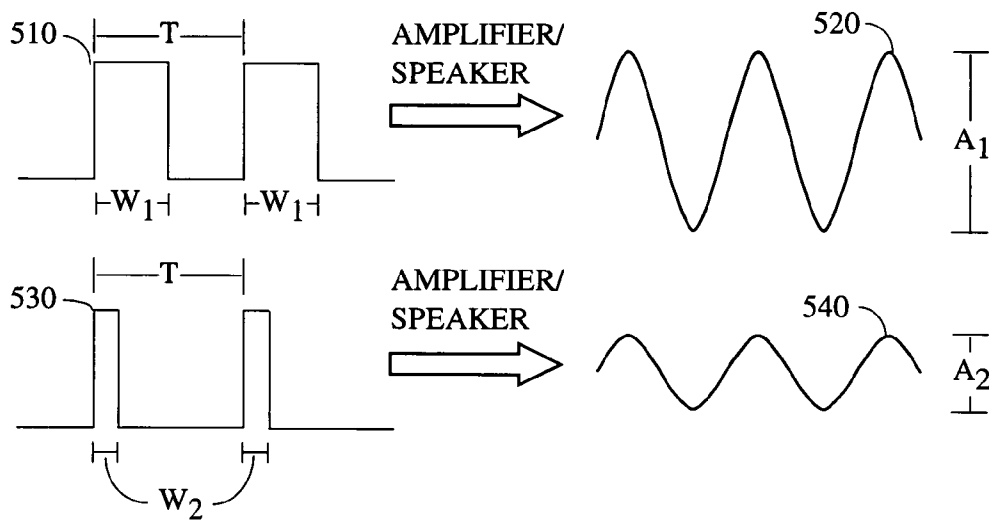 510
T
AMPLIFIER/
SPEAKER
520
A1
W1
W1
530
T
AMPLIFIER/
SPEAKER
540
A2
W2